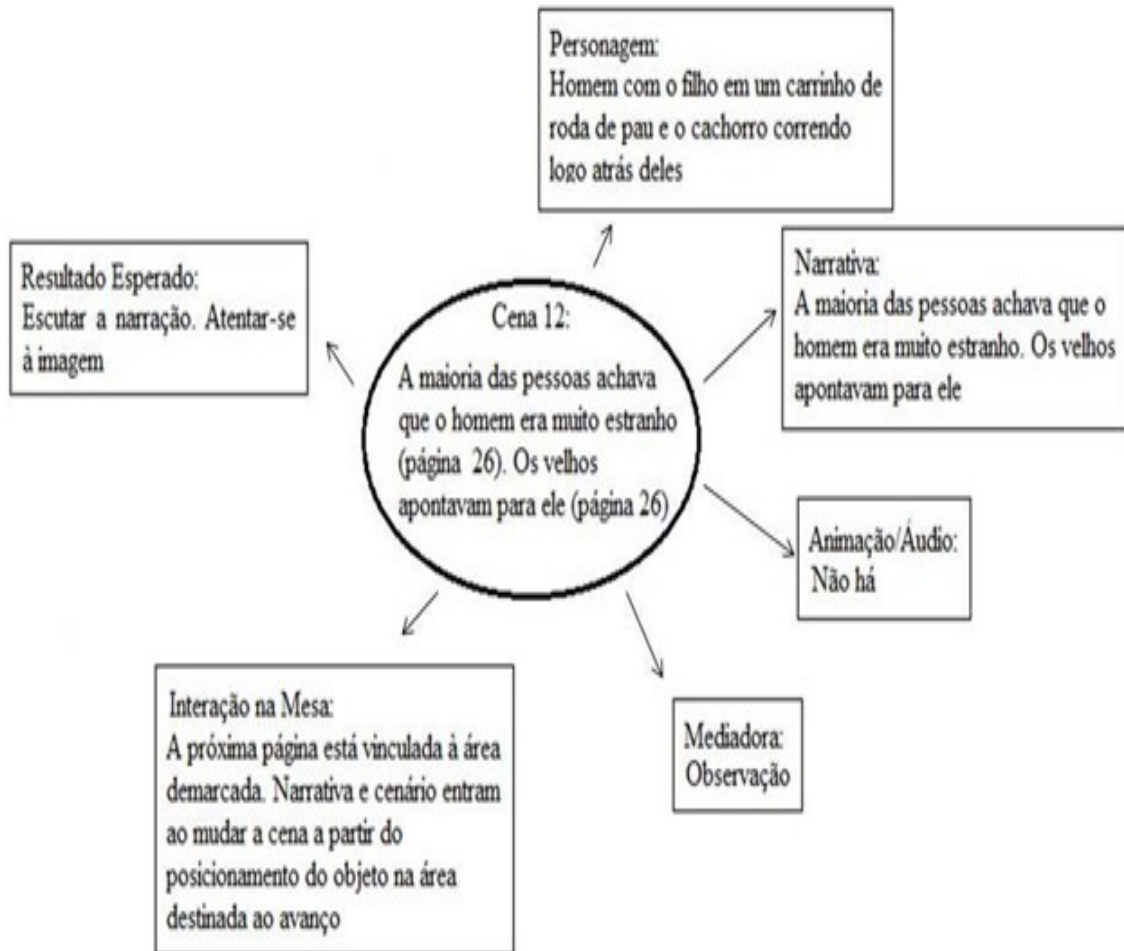 Personagem:
Homem com o filho em um carrinho de
roda de pau e o cachorro correndo
logo atrás deles
Resultado Esperado:
Escutar a narração. Atentar-se
à imagem
Cena 12:
A maioria das pessoas achava
que o homem era muito estranho
(página 26). Os velhos
apontavam para ele (página 26)
Narrativa:
A maioria das pessoas achava que o
homem era muito estranho. Os velhos
apontavam para ele
Animação/Áudio:
Não há
Mediadora:
Observação
Interação na Mesa:
A próxima página está vinculada à área
demarcada. Narrativa e cenário entram
ao mudar a cena a partir do
posicionamento do objeto na área
destinada ao avanço